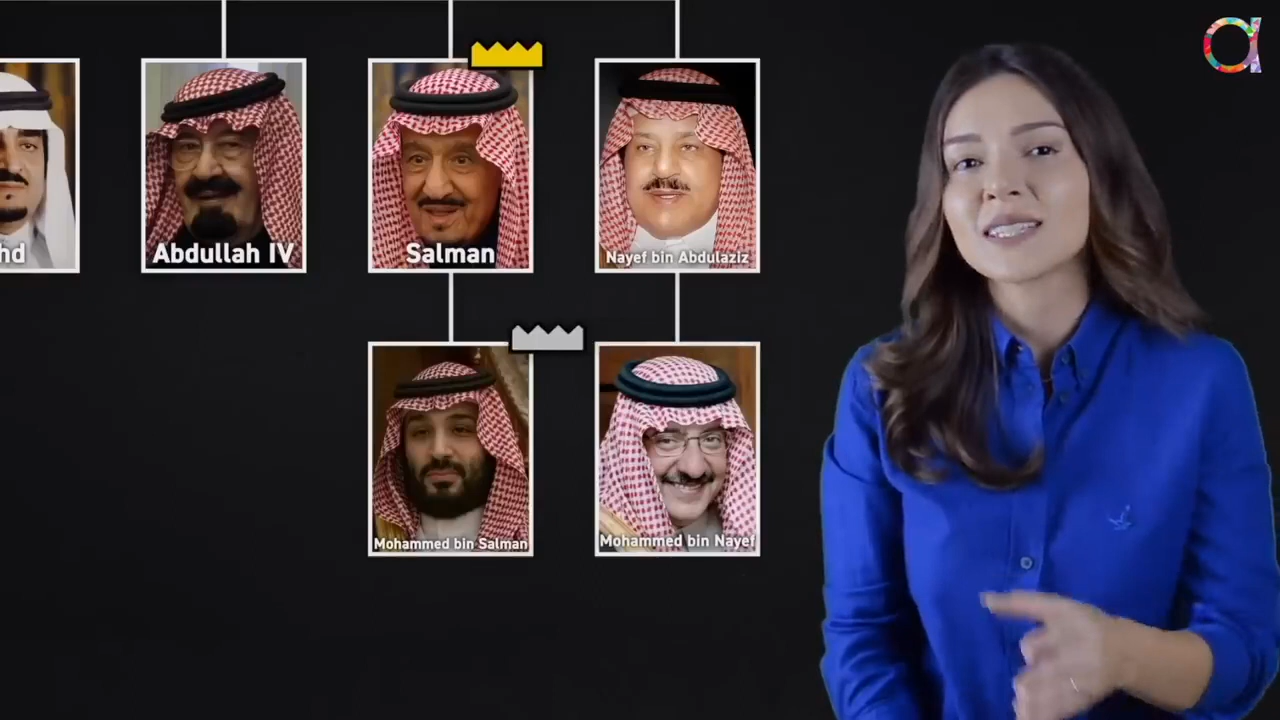 hd
Abdullah IV
Salman
Nayef bin Abdulaziz
Mohammed bin Salman
Mohammed bin Nayef